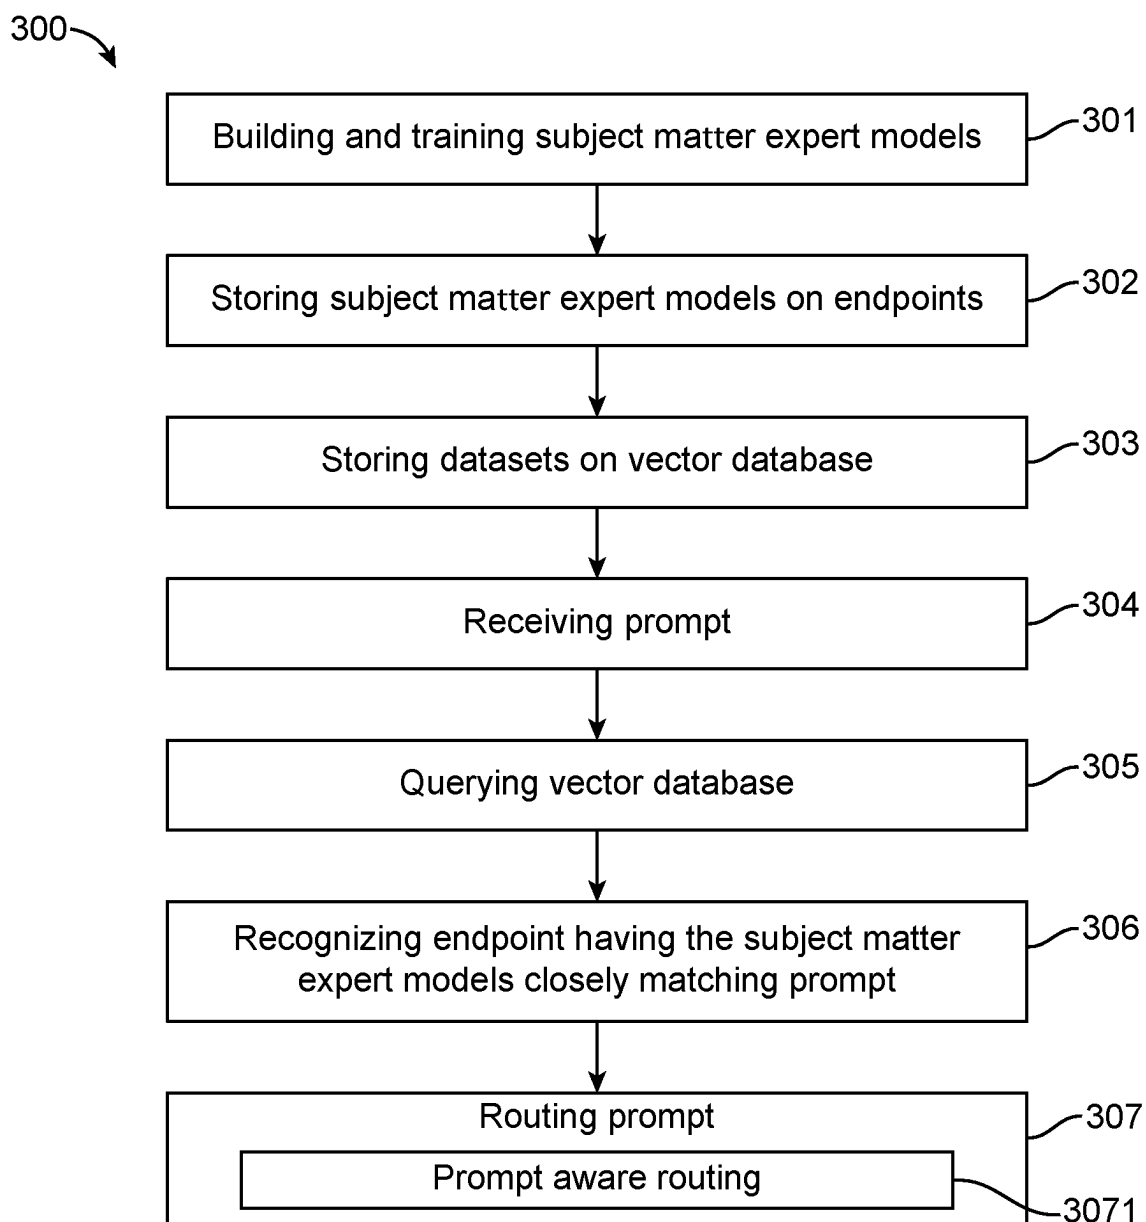 300
Building and training subject matter expert models
301
Storing subject matter expert models on endpoints
302
Storing datasets on vector database
303
Receiving prompt
304
Querying vector database
305
Recognizing endpoint having the subject matter
expert models closely matching prompt
306
Routing prompt
307
Prompt aware routing
3071